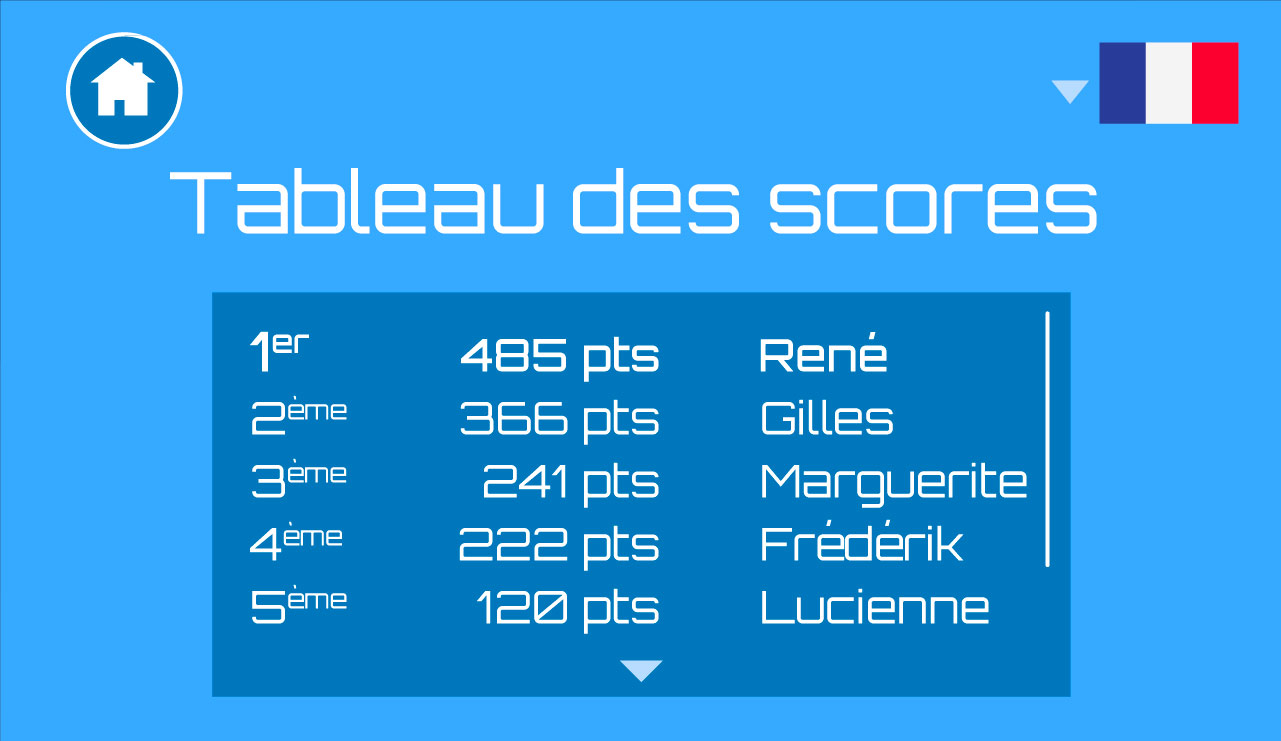 Tableau des scores
1er 485 pts René
2ème 366 pts Gilles
3ème 241 pts Marguerite
4ème 222 pts Frédérik
5ème 120 pts Lucienne